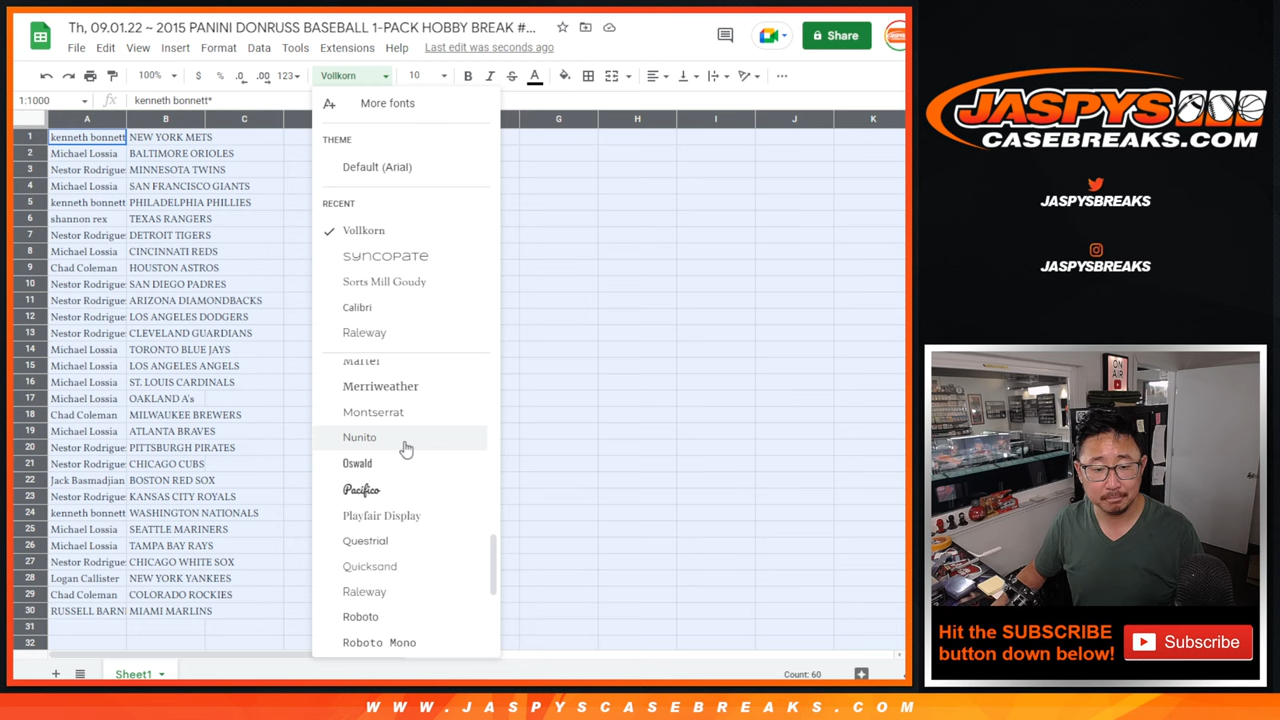 Th, 09.01.22 ~ 2015 PANINI DONRUSS BASEBALL 1-PACK HOBBY BREAK #...
File Edit View Insert Format Data Tools Extensions Help Last edit was seconds ago
Share
100% $ % .0 .00 123 Vollkorn 10 B I S A
1:1000 fx kenneth bonnett*
A B C G H I J K
1 kenneth bonnett NEW YORK METS
2 Michael Lossia BALTIMORE ORIOLES
3 Nestor Rodrigue MINNESOTA TWINS
4 Michael Lossia SAN FRANCISCO GIANTS
5 kenneth bonnett PHILADELPHIA PHILLIES
6 shannon rex TEXAS RANGERS
7 Nestor Rodrigue DETROIT TIGERS
8 Michael Lossia CINCINNATI REDS
9 Chad Coleman HOUSTON ASTROS
10 Nestor Rodrigue SAN DIEGO PADRES
11 Nestor Rodrigue ARIZONA DIAMONDBACKS
12 Nestor Rodrigue LOS ANGELES DODGERS
13 Nestor Rodrigue CLEVELAND GUARDIANS
14 Michael Lossia TORONTO BLUE JAYS
15 Michael Lossia LOS ANGELES ANGELS
16 Michael Lossia ST. LOUIS CARDINALS
17 Michael Lossia OAKLAND A's
18 Chad Coleman MILWAUKEE BREWERS
19 Michael Lossia ATLANTA BRAVES
20 Nestor Rodrigue PITTSBURGH PIRATES
21 Nestor Rodrigue CHICAGO CUBS
22 Jack Basmadjian BOSTON RED SOX
23 Nestor Rodrigue KANSAS CITY ROYALS
24 kenneth bonnett WASHINGTON NATIONALS
25 Michael Lossia SEATTLE MARINERS
26 Michael Lossia TAMPA BAY RAYS
27 Nestor Rodrigue CHICAGO WHITE SOX
28 Logan Callister NEW YORK YANKEES
29 Chad Coleman COLORADO ROCKIES
30 RUSSELL BARN MIAMI MARLINS
31
32
More fonts
THEME
Default (Arial)
RECENT
Vollkorn
Syncopate
Sorts Mill Goudy
Calibri
Raleway
Martel
Merriweather
Montserrat
Nunito
Oswald
Pacifico
Playfair Display
Questrial
Quicksand
Raleway
Roboto
Roboto Mono
Sheet1
Count: 60
JASPYS
CASEBREAKS.COM
JASPYSBREAKS
JASPYSBREAKS
ON AIR
Hit the SUBSCRIBE
button down below!
Subscribe
WWW.JASPYSCASEBREAKS.COM